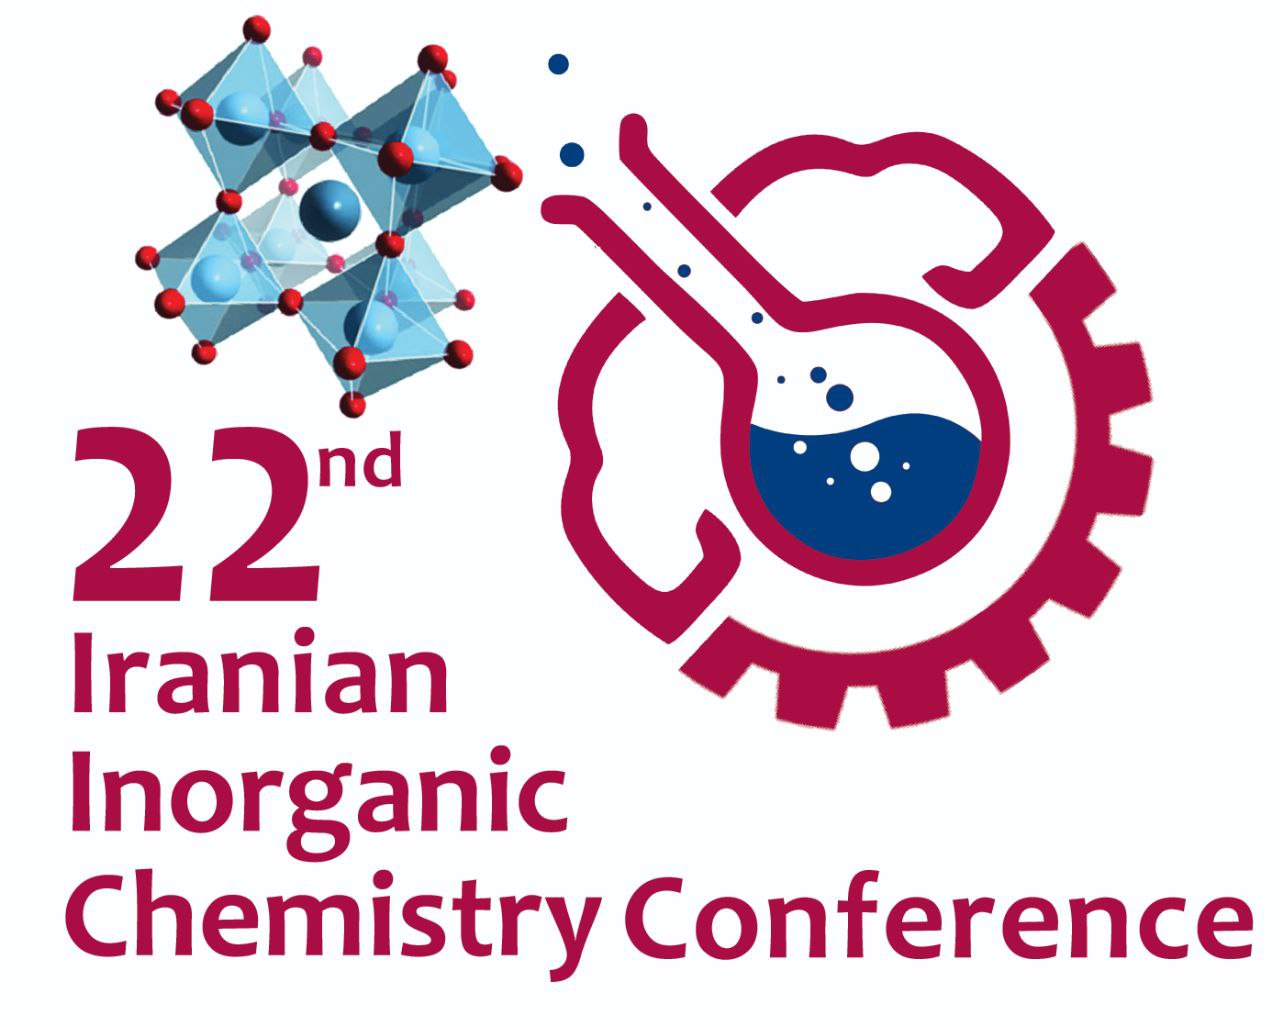 22nd
Iranian
Inorganic
Chemistry Conference